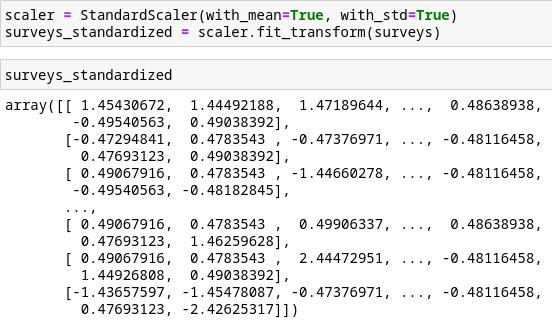 scaler = StandardScaler(with_mean=True, with_std=True)
surveys_standardized = scaler.fit_transform(surveys)
surveys_standardized
array([[ 1.45430672,  1.44492188,  1.47189644, ...,  0.48638938,
        -0.49540563,  0.49038392],
       [-0.47294841,  0.4783543 , -0.47376971, ..., -0.48116458,
         0.47693123,  0.49038392],
       [ 0.49067916,  0.4783543 , -1.44660278, ..., -0.48116458,
        -0.49540563, -0.48182845],
       ...,
       [ 0.49067916,  0.4783543 ,  0.49906337, ...,  0.48638938,
         0.47693123,  1.46259628],
       [ 0.49067916,  0.4783543 ,  2.44472951, ..., -0.48116458,
         1.44926808,  0.49038392],
       [-1.43657597, -1.45478087, -0.47376971, ..., -0.48116458,
         0.47693123, -2.42625317]])